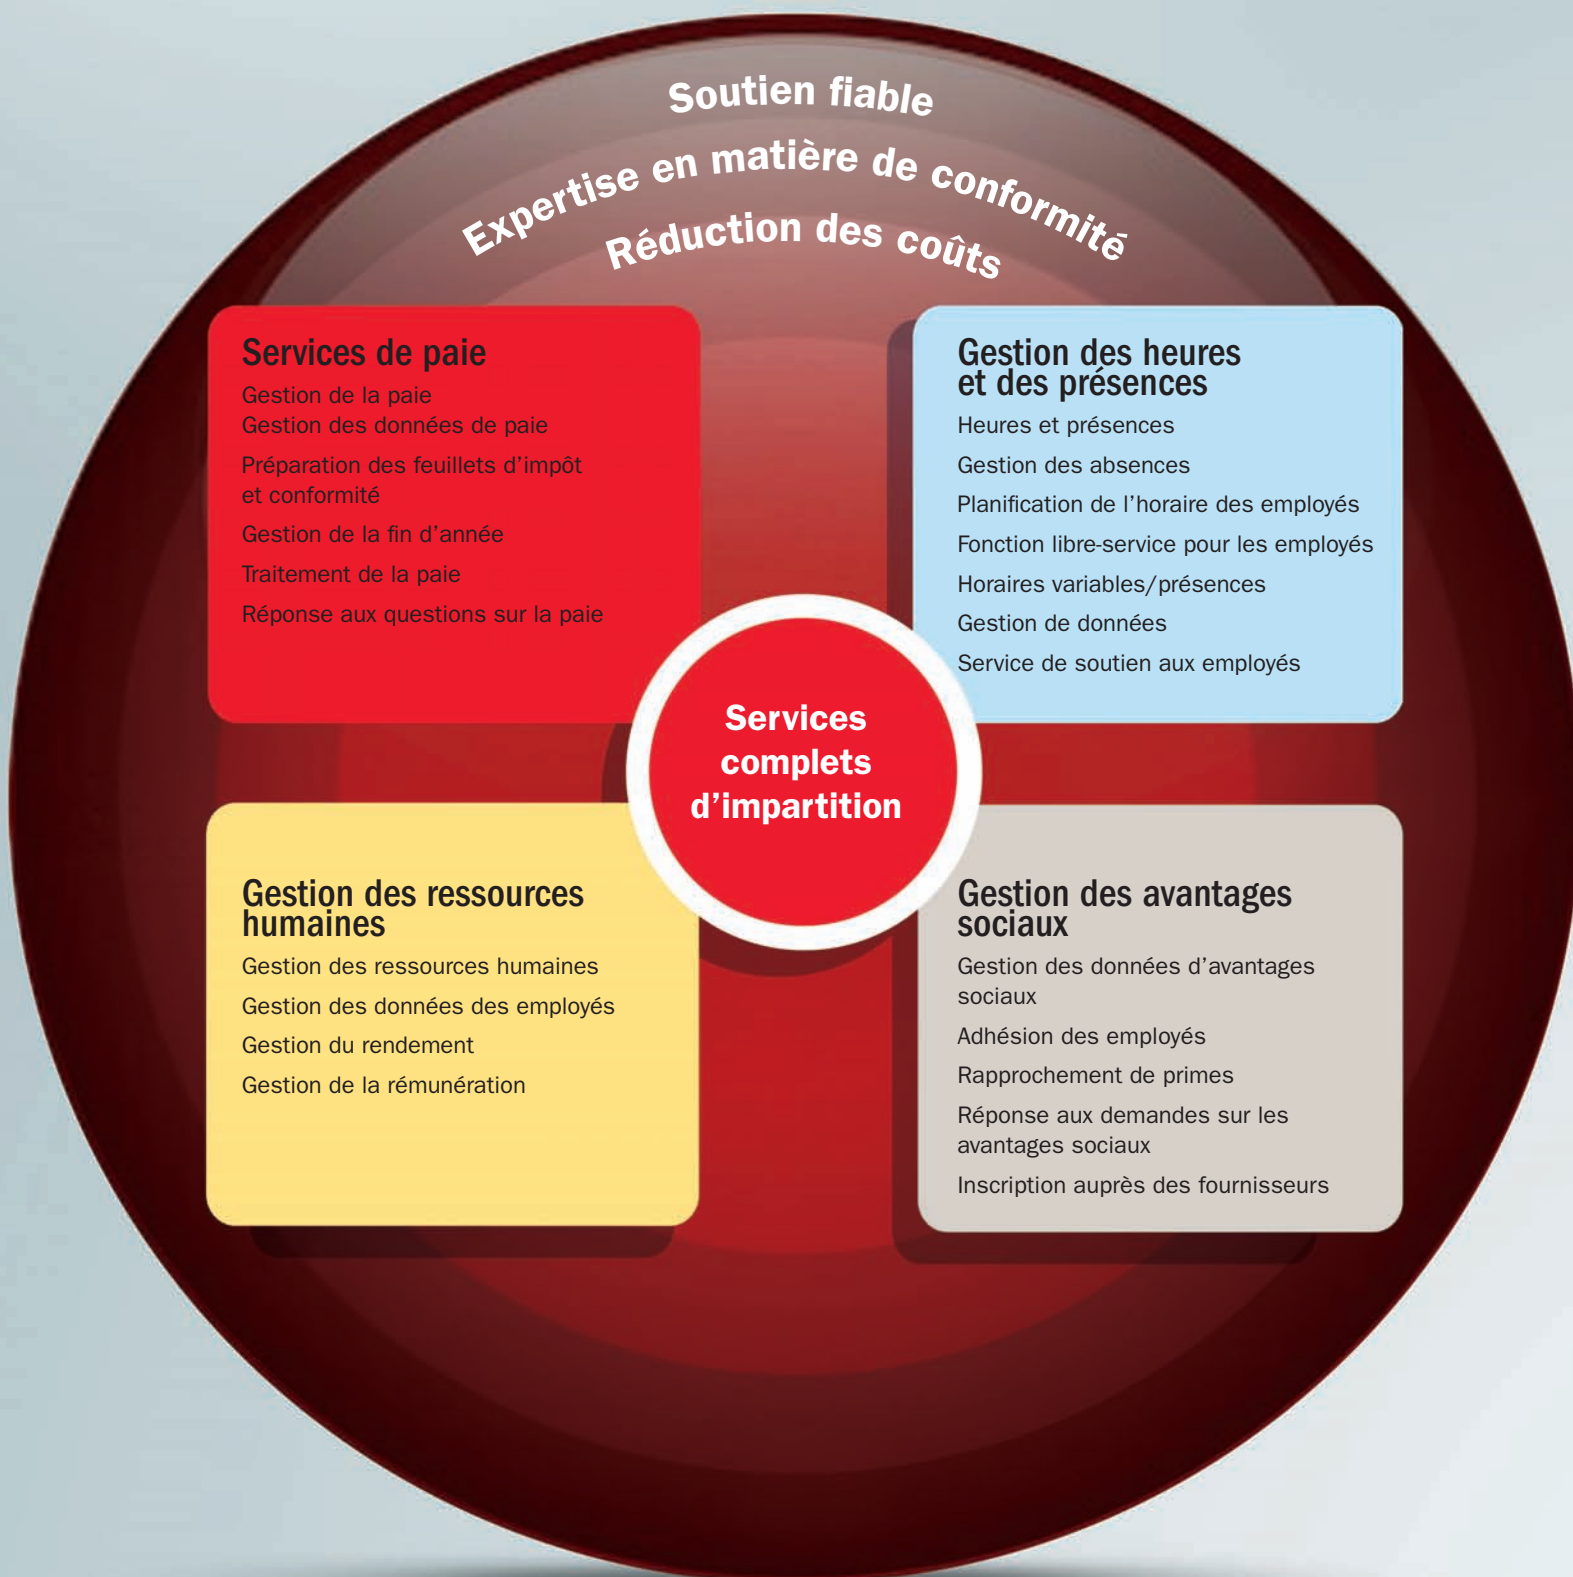 Soutien fiable
Expertise en matière de conformité
Réduction des coûts
Services de paie
Gestion de la paie
Gestion des données de paie
Préparation des feuillets d’impôt
et conformité
Gestion de la fin d’année
Traitement de la paie
Réponse aux questions sur la paie
Gestion des heures
et des présences
Heures et présences
Gestion des absences
Planification de l’horaire des employés
Fonction libre-service pour les employés
Horaires variables/présences
Gestion de données
Service de soutien aux employés
Services
complets
d’impartition
Gestion des ressources
humaines
Gestion des ressources humaines
Gestion des données des employés
Gestion du rendement
Gestion de la rémunération
Gestion des avantages
sociaux
Gestion des données d’avantages
sociaux
Adhésion des employés
Rapprochement de primes
Réponse aux demandes sur les
avantages sociaux
Inscription auprès des fournisseurs